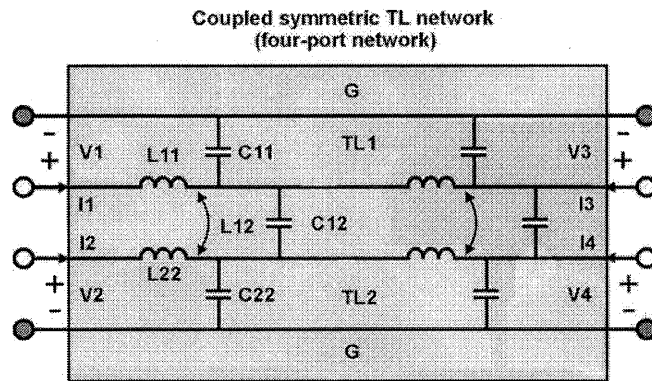 Coupled symmetric TL network
(four-port network)
G
- V1 L11 C11 TL1 V3 -
+ +
I1 L12 C12 I3
I2 I4
+ L22 +
V2 C22 TL2 V4
- -
G